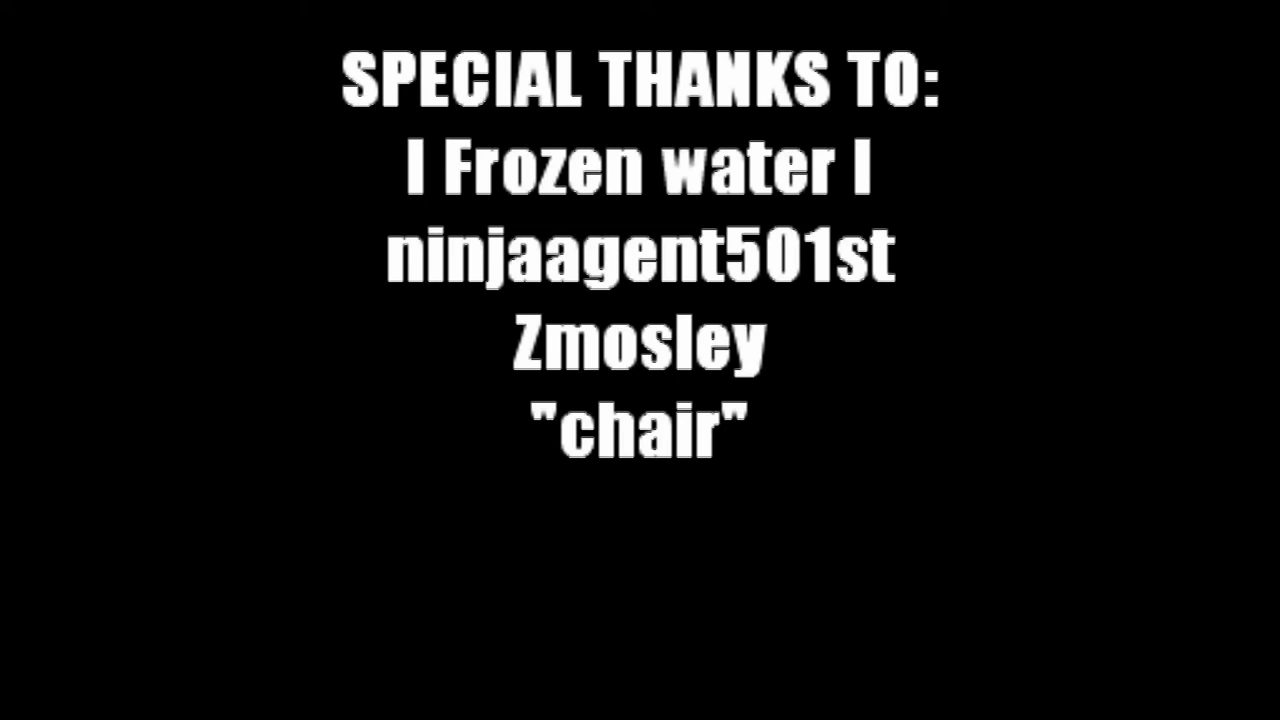 SPECIAL THANKS TO:
I Frozen water I
ninjaagent501st
Zmosley
"chair"